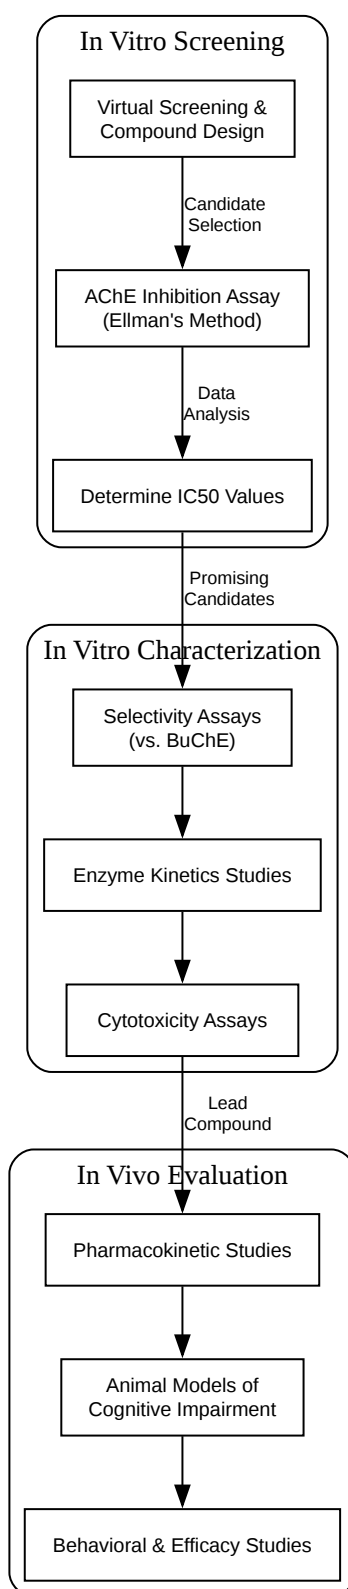 In Vitro Screening
Virtual Screening &
Compound Design
Candidate
Selection
AChE Inhibition Assay
(Ellman's Method)
Data
Analysis
Determine IC50 Values
Promising
Candidates
In Vitro Characterization
Selectivity Assays
(vs. BuChE)
Enzyme Kinetics Studies
Cytotoxicity Assays
Lead
Compound
In Vivo Evaluation
Pharmacokinetic Studies
Animal Models of
Cognitive Impairment
Behavioral & Efficacy Studies